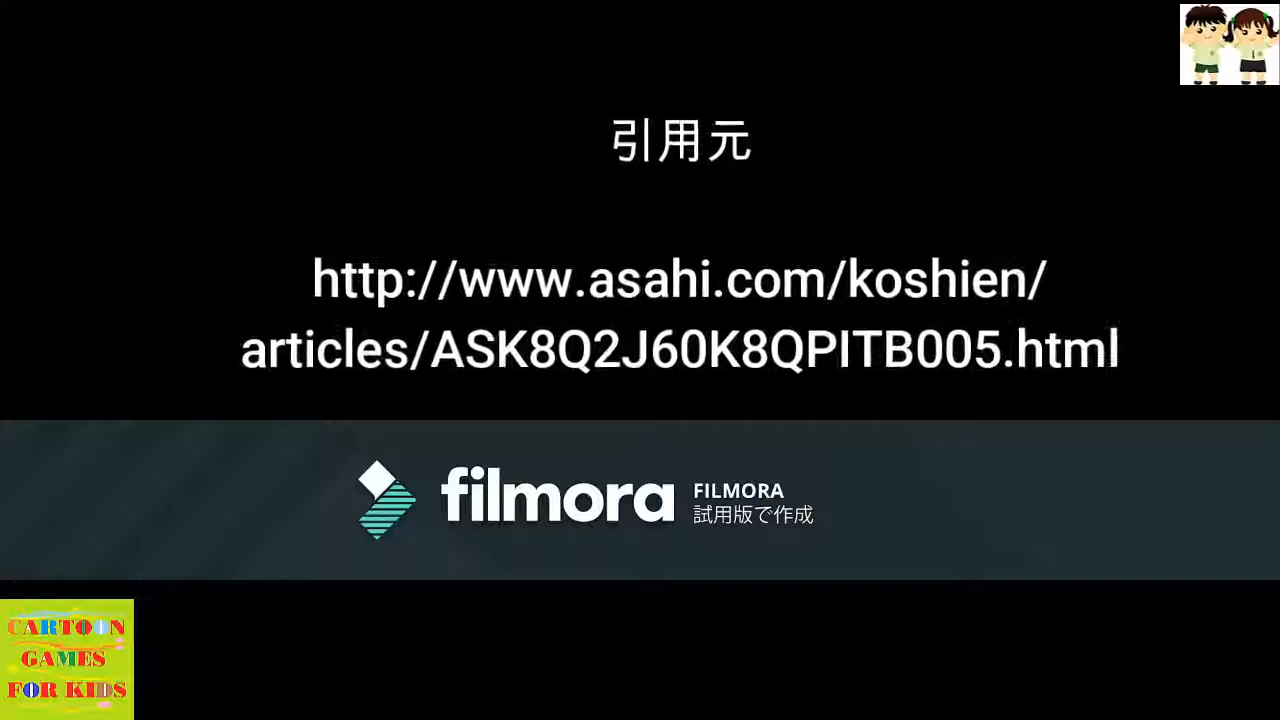 引用元
http://www.asahi.com/koshien/
articles/ASK8Q2J60K8QPITB005.html
filmora
FILMORA
試用版で作成
CARTOON
GAMES
FOR KIDS